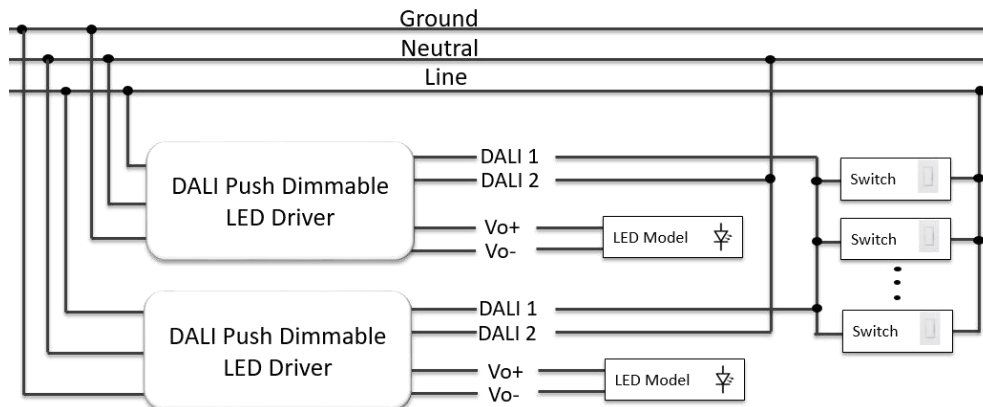 Ground
Neutral
Line
DALI Push Dimmable
LED Driver
DALI 1
DALI 2
Vo+
Vo-
LED Model
Switch
Switch
Switch
DALI Push Dimmable
LED Driver
DALI 1
DALI 2
Vo+
Vo-
LED Model